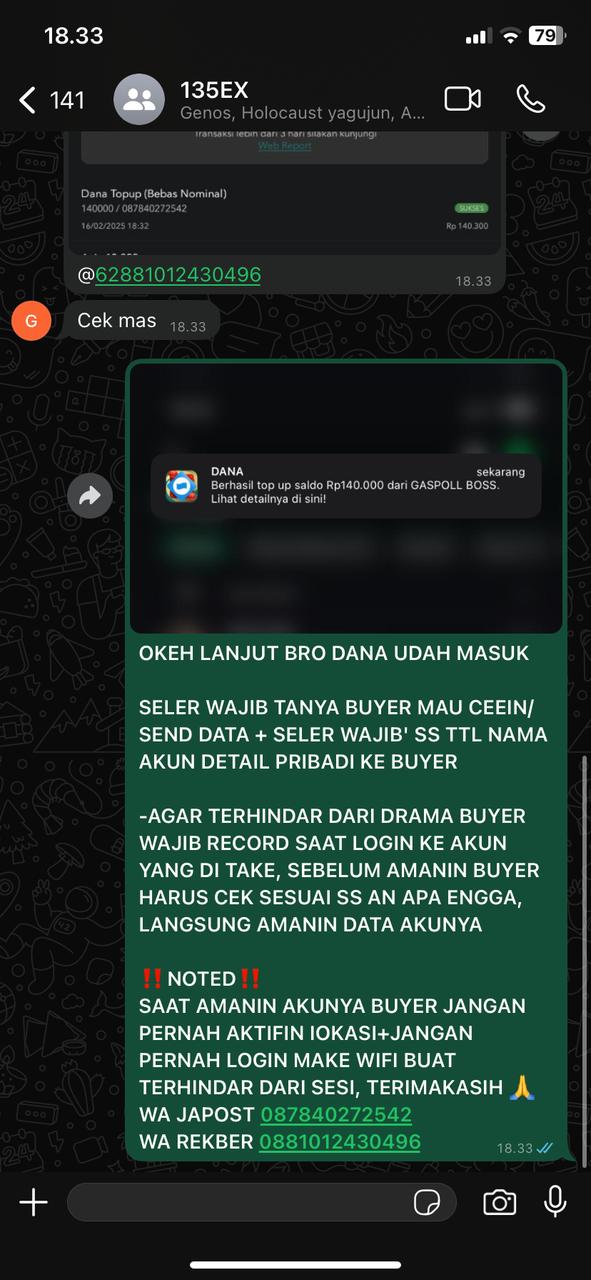 18.33
79
141
135EX
Genos, Holocaust yagujun, A...
Transaksi lebih dari 3 hari silakan kunjungi
Web Report
Dana Topup (Bebas Nominal)
140000 / 087840272542
SUKSES
16/02/2025 18:32
Rp 140.300
@62881012430496
18.33
G
Cek mas
18.33
DANA
sekarang
Berhasil top up saldo Rp140.000 dari GASPOLL BOSS.
Lihat detailnya di sini!
OKEH LANJUT BRO DANA UDAH MASUK
SELER WAJIB TANYA BUYER MAU CEEIN/
SEND DATA + SELER WAJIB' SS TTL NAMA
AKUN DETAIL PRIBADI KE BUYER
-AGAR TERHINDAR DARI DRAMA BUYER
WAJIB RECORD SAAT LOGIN KE AKUN
YANG DI TAKE, SEBELUM AMANIN BUYER
HARUS CEK SESUAI SS AN APA ENGGA,
LANGSUNG AMANIN DATA AKUNYA
‼️NOTED‼️
SAAT AMANIN AKUNYA BUYER JANGAN
PERNAH AKTIFIN lOKASI+JANGAN
PERNAH LOGIN MAKE WIFI BUAT
TERHINDAR DARI SESI, TERIMAKASIH 🙏
WA JAPOST 087840272542
WA REKBER 0881012430496
18.33